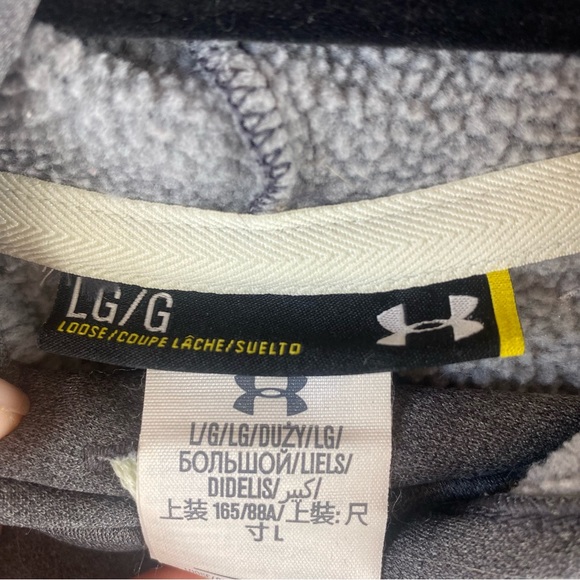 LG/G
LOOSE/COUPE LÂCHE/SUELTO
L/G/LG/DUŻY/LG/
БОЛЬШОЙ/LIELS/
DIDELIS/كبير/
上装 165/88A/上裝: 尺
寸 L